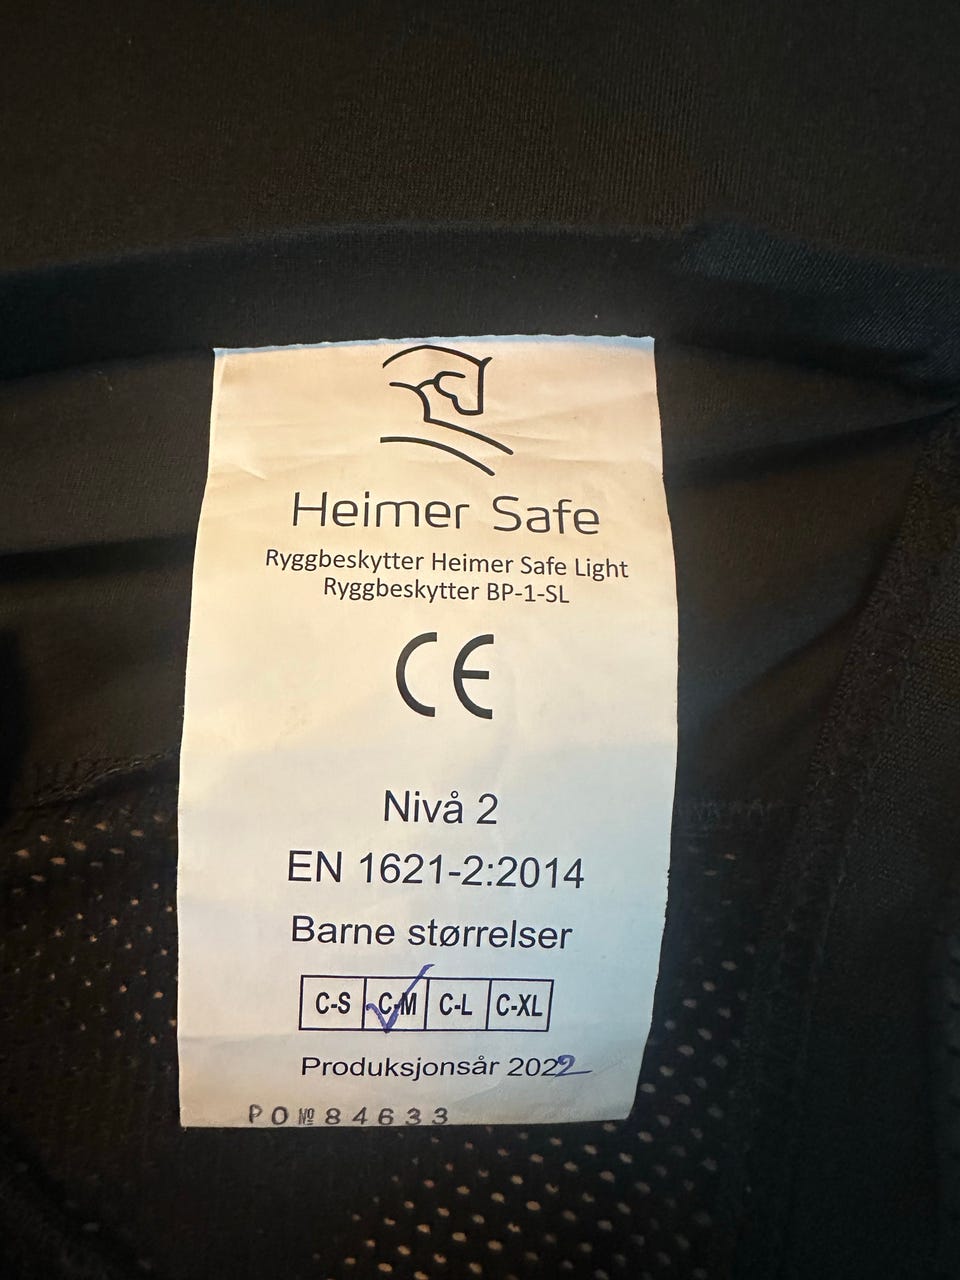 Heimer Safe
Ryggbeskytter Heimer Safe Light
Ryggbeskytter BP-1-SL
CE
Nivå 2
EN 1621-2:2014
Barne størrelser
C-S C-M C-L C-XL
Produksjonsår 2022
PO№84633